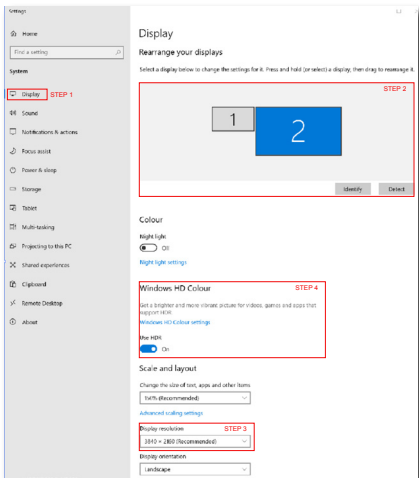 Settings
Home
Find a setting
System
Display
STEP 1
Sound
Notifications & actions
Focus assist
Power & sleep
Storage
Tablet
Multi-tasking
Projecting to this PC
Shared experiences
Clipboard
Remote Desktop
About
Display
Rearrange your displays
Select a display below to change the settings for it. Press and hold (or select) a display, then drag to rearrange it.
STEP 2
1
2
Identify
Detect
Colour
Night light
Off
Night light settings
Windows HD Colour
STEP 4
Get a brighter and more vibrant picture for videos, games and apps that
support HDR.
Windows HD Colour settings
Use HDR
On
Scale and layout
Change the size of text, apps and other items
150% (Recommended)
Advanced scaling settings
Display resolution
STEP 3
3840 × 2160 (Recommended)
Display orientation
Landscape